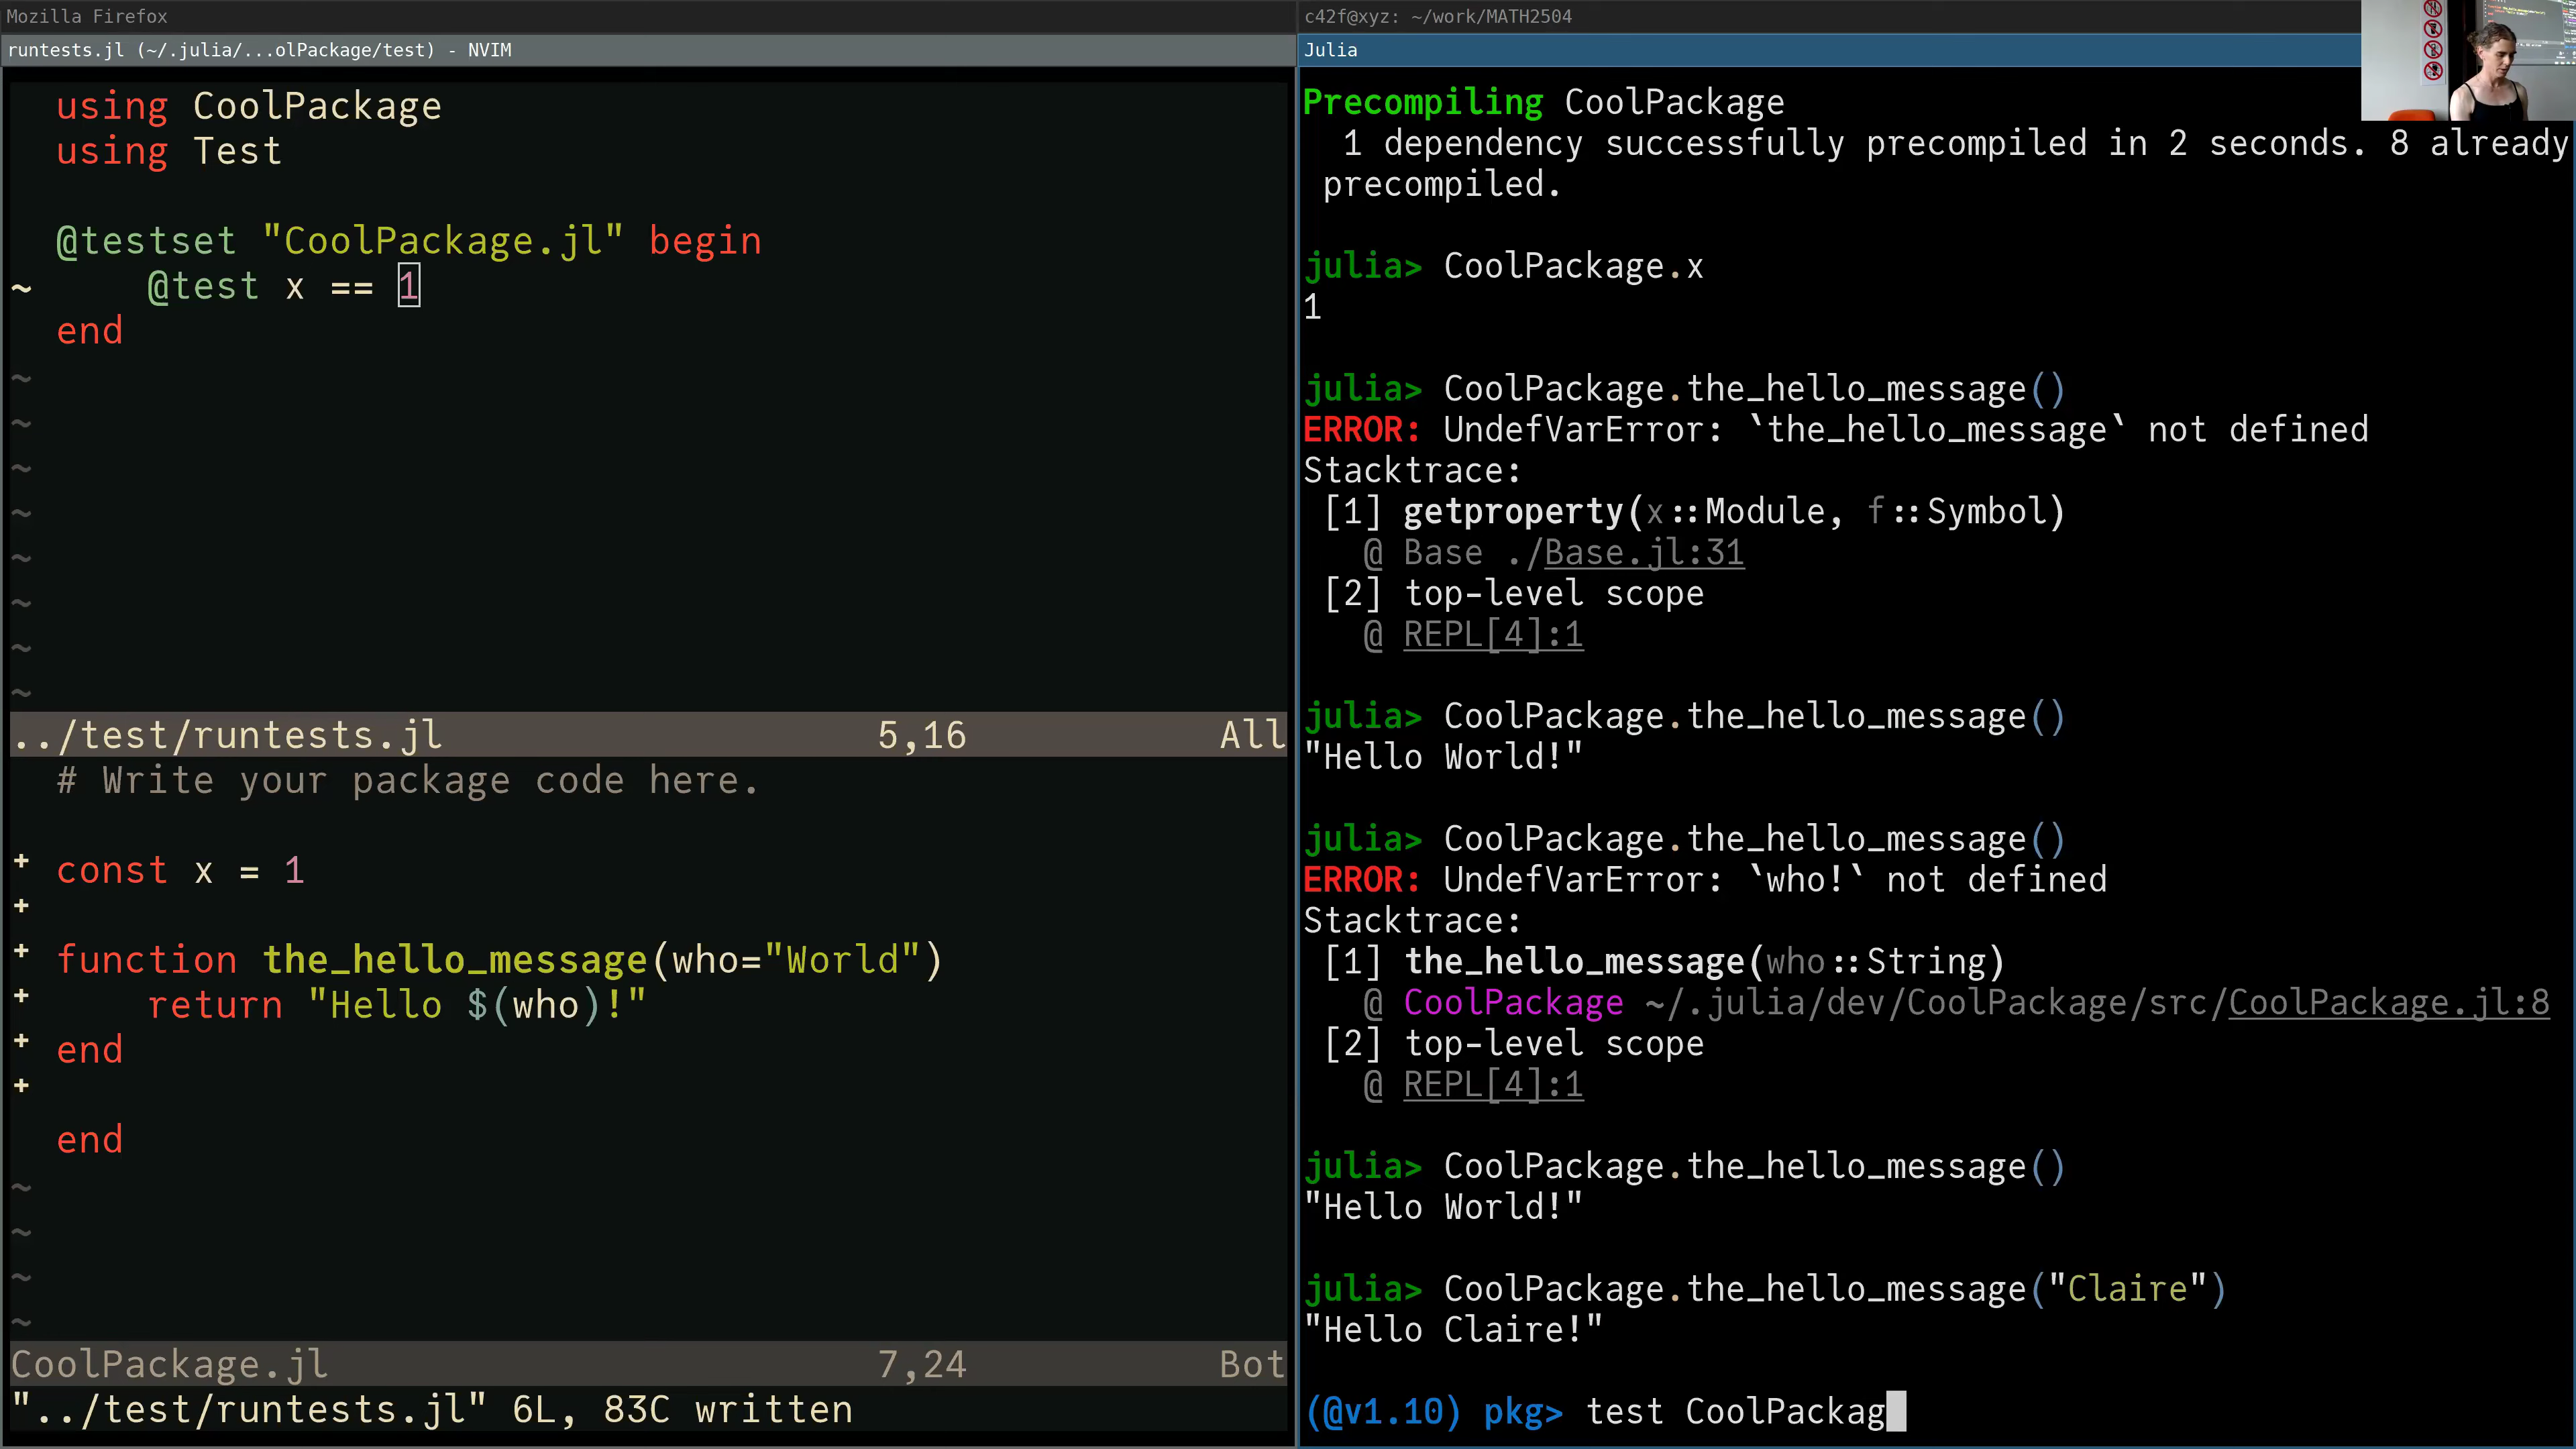 Mozilla Firefox
runtests.jl (~/.julia/...olPackage/test) - NVIM
using CoolPackage
using Test
@testset "CoolPackage.jl" begin
~ @test x == 1
end
~
~
~
~
~
~
~
~
../test/runtests.jl 5,16 All
# Write your package code here.
+ const x = 1
+
+ function the_hello_message(who="World")
+ return "Hello $(who)!"
+ end
+
end
~
~
~
~
CoolPackage.jl 7,24 Bot
"../test/runtests.jl" 6L, 83C written
c42f@xyz: ~/work/MATH2504
Julia
Precompiling CoolPackage
1 dependency successfully precompiled in 2 seconds. 8 already
precompiled.
julia> CoolPackage.x
1
julia> CoolPackage.the_hello_message()
ERROR: UndefVarError: `the_hello_message` not defined
Stacktrace:
[1] getproperty(x::Module, f::Symbol)
@ Base ./Base.jl:31
[2] top-level scope
@ REPL[4]:1
julia> CoolPackage.the_hello_message()
"Hello World!"
julia> CoolPackage.the_hello_message()
ERROR: UndefVarError: `who!` not defined
Stacktrace:
[1] the_hello_message(who::String)
@ CoolPackage ~/.julia/dev/CoolPackage/src/CoolPackage.jl:8
[2] top-level scope
@ REPL[4]:1
julia> CoolPackage.the_hello_message()
"Hello World!"
julia> CoolPackage.the_hello_message("Claire")
"Hello Claire!"
(@v1.10) pkg> test CoolPackag